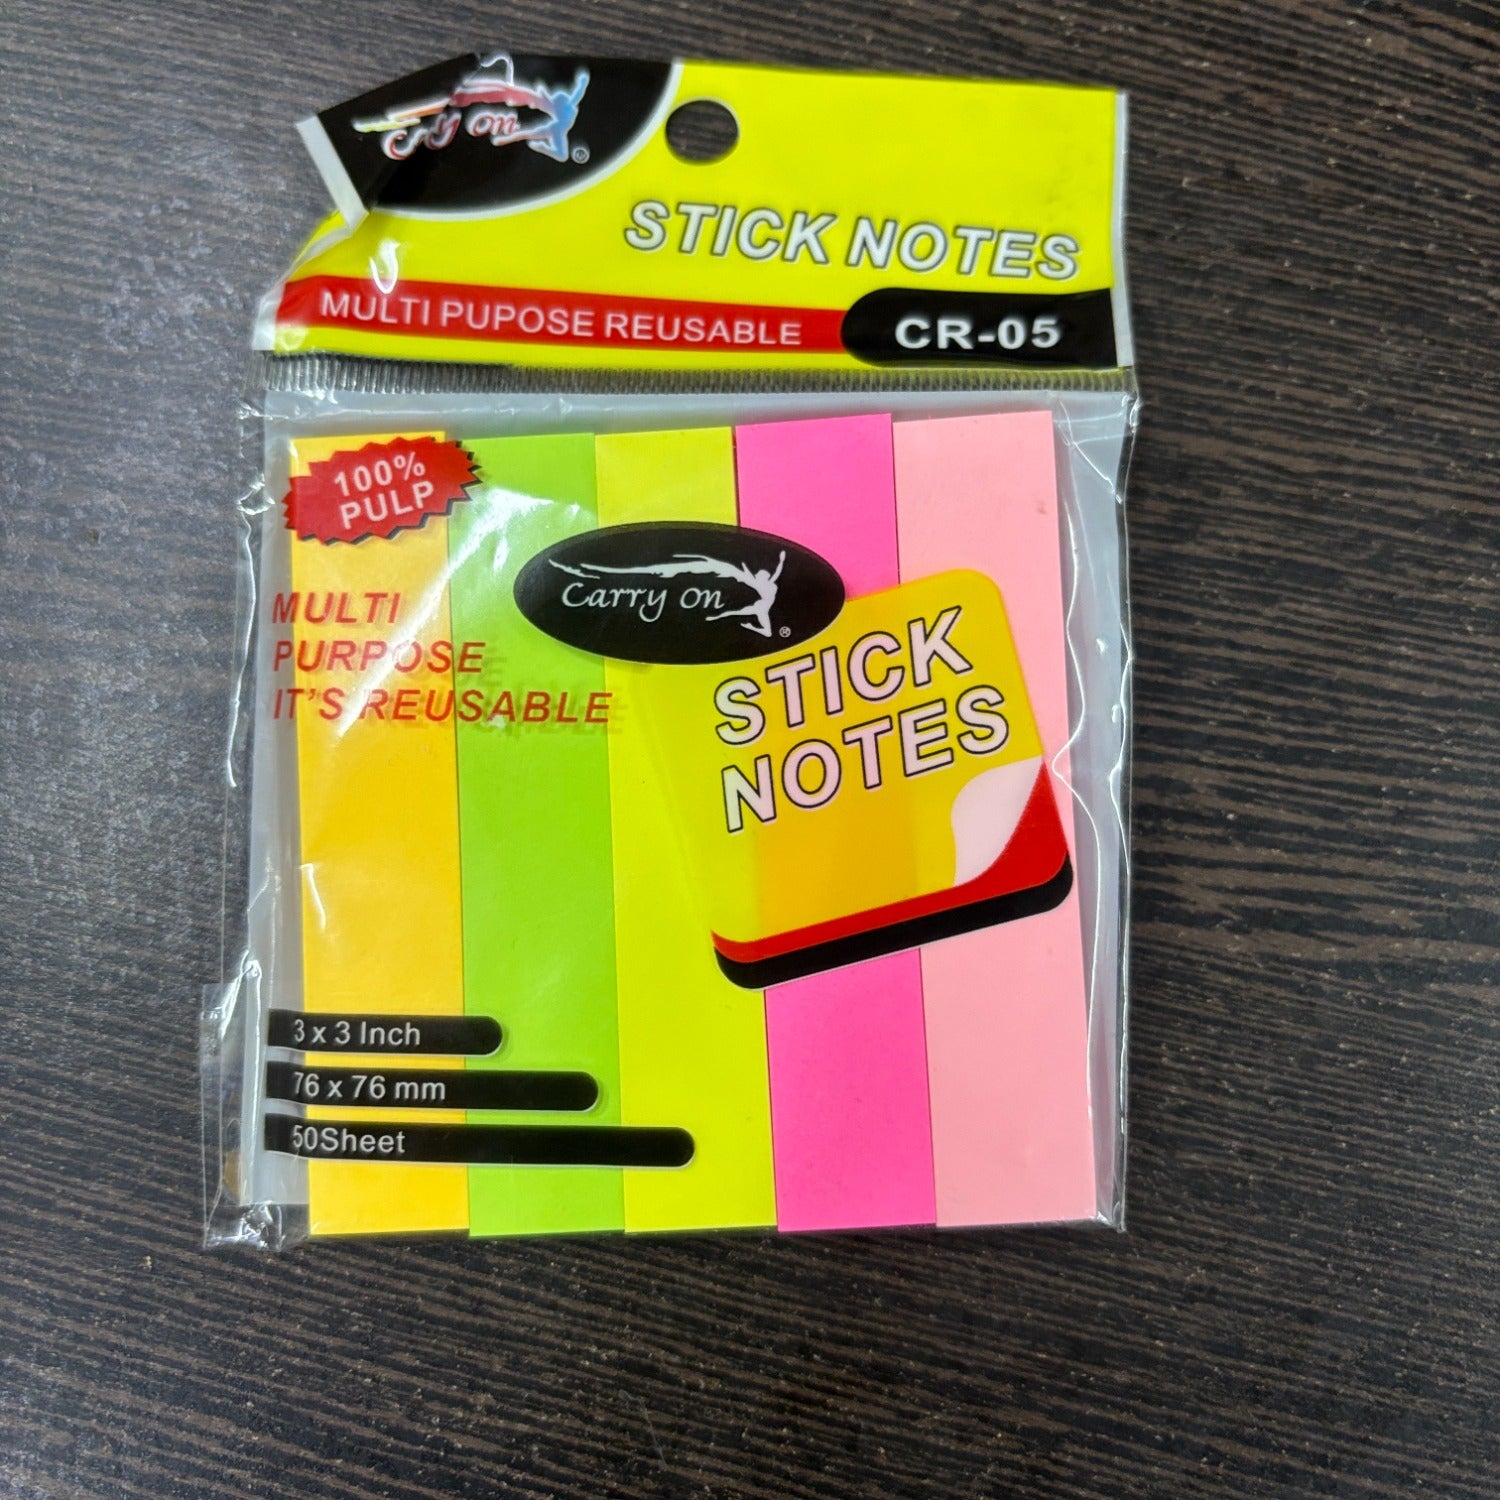 Carry on ®
STICK NOTES
MULTI PUPOSE REUSABLE
CR-05
100%
PULP
MULTI
PURPOSE
IT'S REUSABLE
Carry on ®
STICK
NOTES
3 x 3 Inch
76 x 76 mm
50Sheet